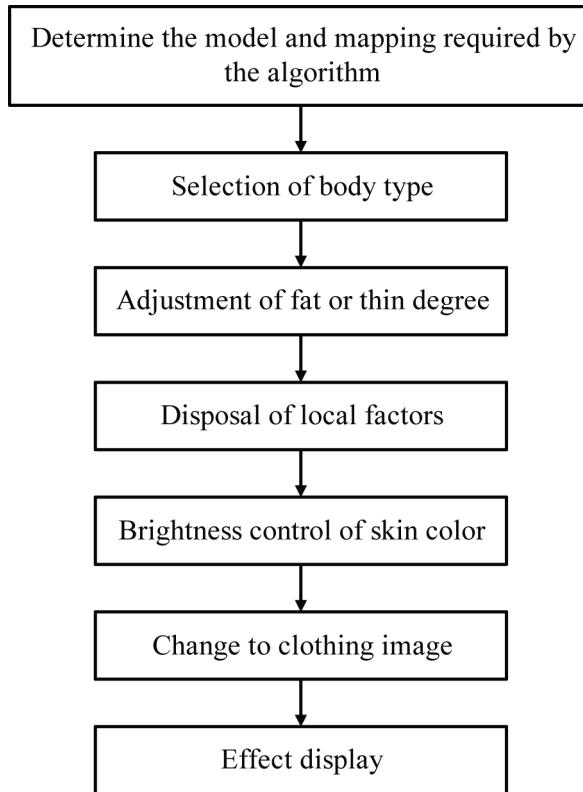 Determine the model and mapping required by
the algorithm
Selection of body type
Adjustment of fat or thin degree
Disposal of local factors
Brightness control of skin color
Change to clothing image
Effect display